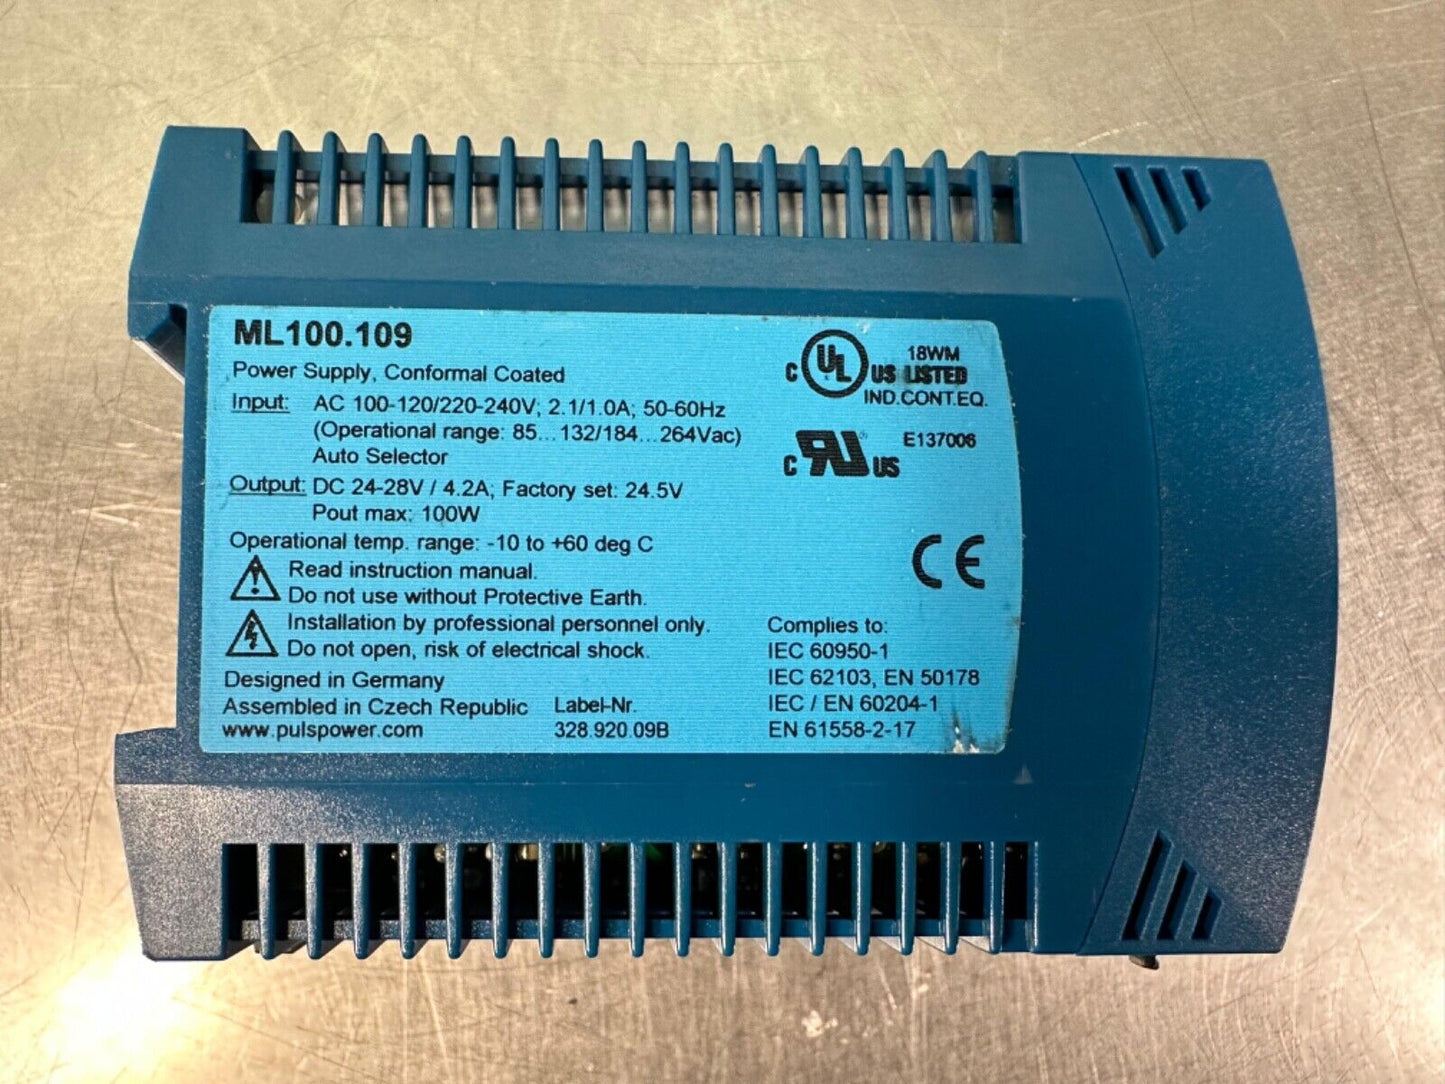 ML100.109
Power Supply, Conformal Coated
Input: AC 100-120/220-240V; 2.1/1.0A; 50-60Hz
(Operational range: 85...132/184...264Vac)
Auto Selector
Output: DC 24-28V / 4.2A; Factory set: 24.5V
Pout max: 100W
Operational temp. range: -10 to +60 deg C
Read instruction manual.
Do not use without Protective Earth.
Installation by professional personnel only.
Do not open, risk of electrical shock.
Designed in Germany
Assembled in Czech Republic
www.pulspower.com
Label-Nr.
328.920.09B
18WM
C UL US LISTED
IND.CONT.EQ.
E137006
C RU US
CE
Complies to:
IEC 60950-1
IEC 62103, EN 50178
IEC / EN 60204-1
EN 61558-2-17